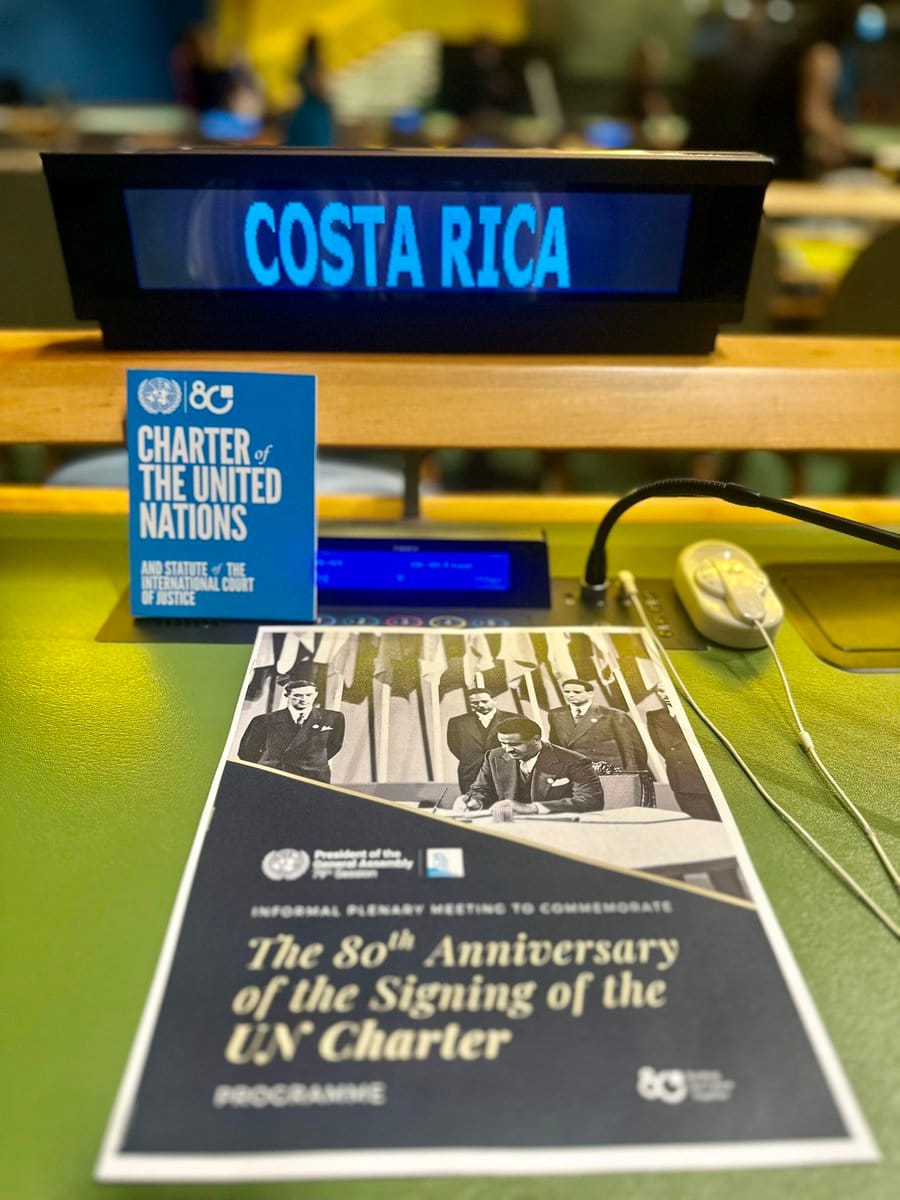 COSTA RICA
80
CHARTER of
THE UNITED
NATIONS
AND STATUTE of THE
INTERNATIONAL COURT
OF JUSTICE
President of the
General Assembly
79th Session
INFORMAL PLENARY MEETING TO COMMEMORATE
The 80th Anniversary
of the Signing of the
UN Charter
PROGRAMME
80